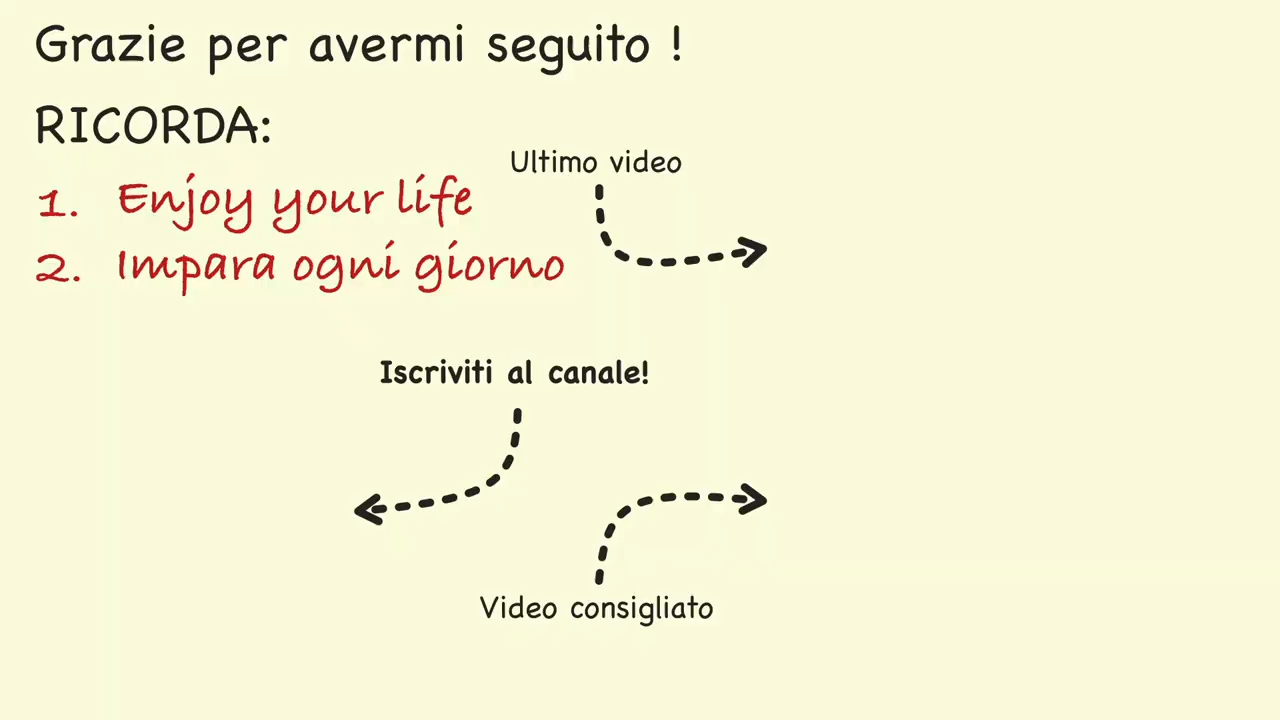 Grazie per avermi seguito !
RICORDA:
Ultimo video
1. Enjoy your life
2. Impara ogni giorno
Iscriviti al canale!
Video consigliato